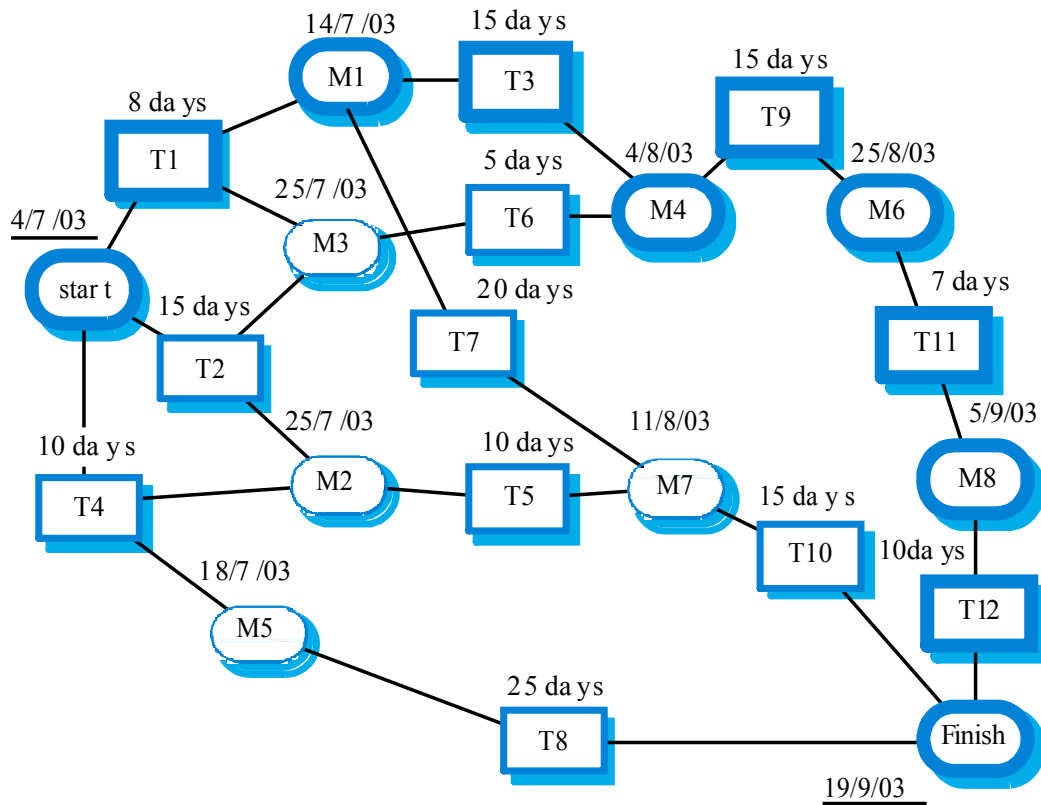 14/7 /03
15 da ys
M1
T3
15 da ys
T9
8 da ys
T1
5 da ys
4/8/03
25/8/03
25/7 /03
M3
T6
M4
M6
4/7 /03
star t
15 da ys
20 da ys
7 da ys
T2
T7
T11
25/7 /03
11/8/03
5/9/03
10 da ys
10 da ys
T4
M2
T5
M7
M8
15 da y s
T10
10da ys
18/7 /03
M5
T12
25 da ys
T8
Finish
19/9/03